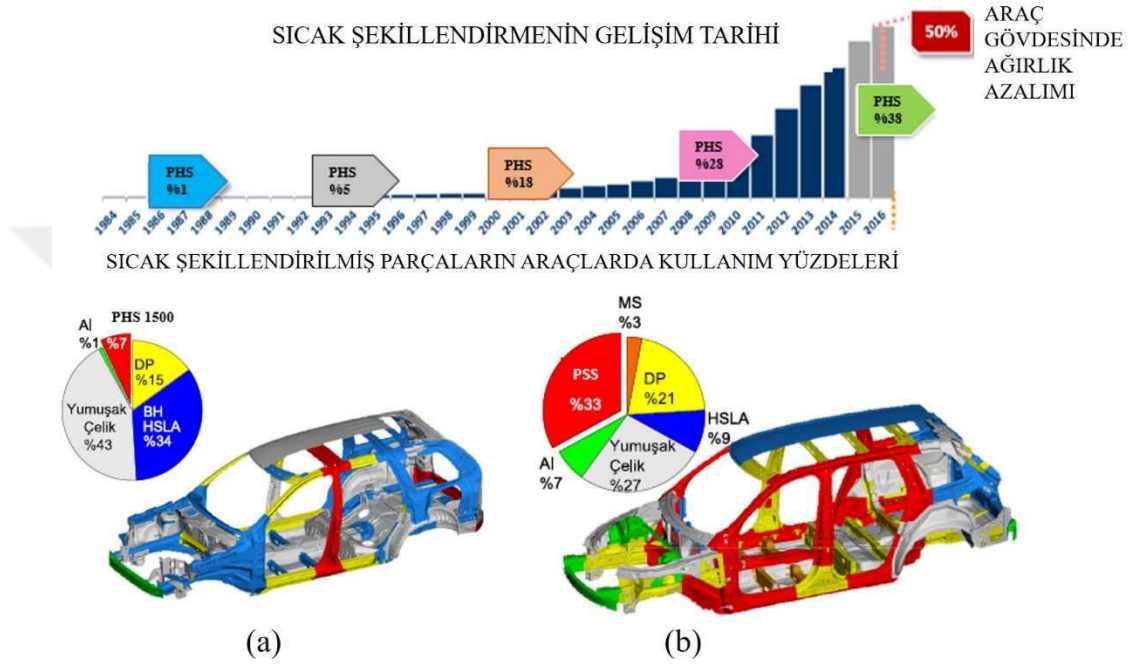 SICAK ŞEKİLLENDİRMENİN GELİŞİM TARİHİ
50%
ARAÇ
GÖVDESİNDE
AĞIRLIK
AZALIMI
PHS
%1
PHS
%5
PHS
%18
PHS
%28
PHS
%38
1984
1985
1986
1987
1988
1989
1990
1991
1992
1993
1994
1995
1996
1997
1998
1999
2000
2001
2002
2003
2004
2005
2006
2007
2008
2009
2010
2011
2012
2013
2014
2015
2016
SICAK ŞEKİLLENDİRİLMİŞ PARÇALARIN ARAÇLARDA KULLANIM YÜZDELERİ
PHS 1500
Al
%1
%7
DP
%15
BH
HSLA
%34
Yumuşak
Çelik
%43
MS
%3
PSS
%33
DP
%21
HSLA
%9
Yumuşak
Çelik
%27
Al
%7
(a)
(b)